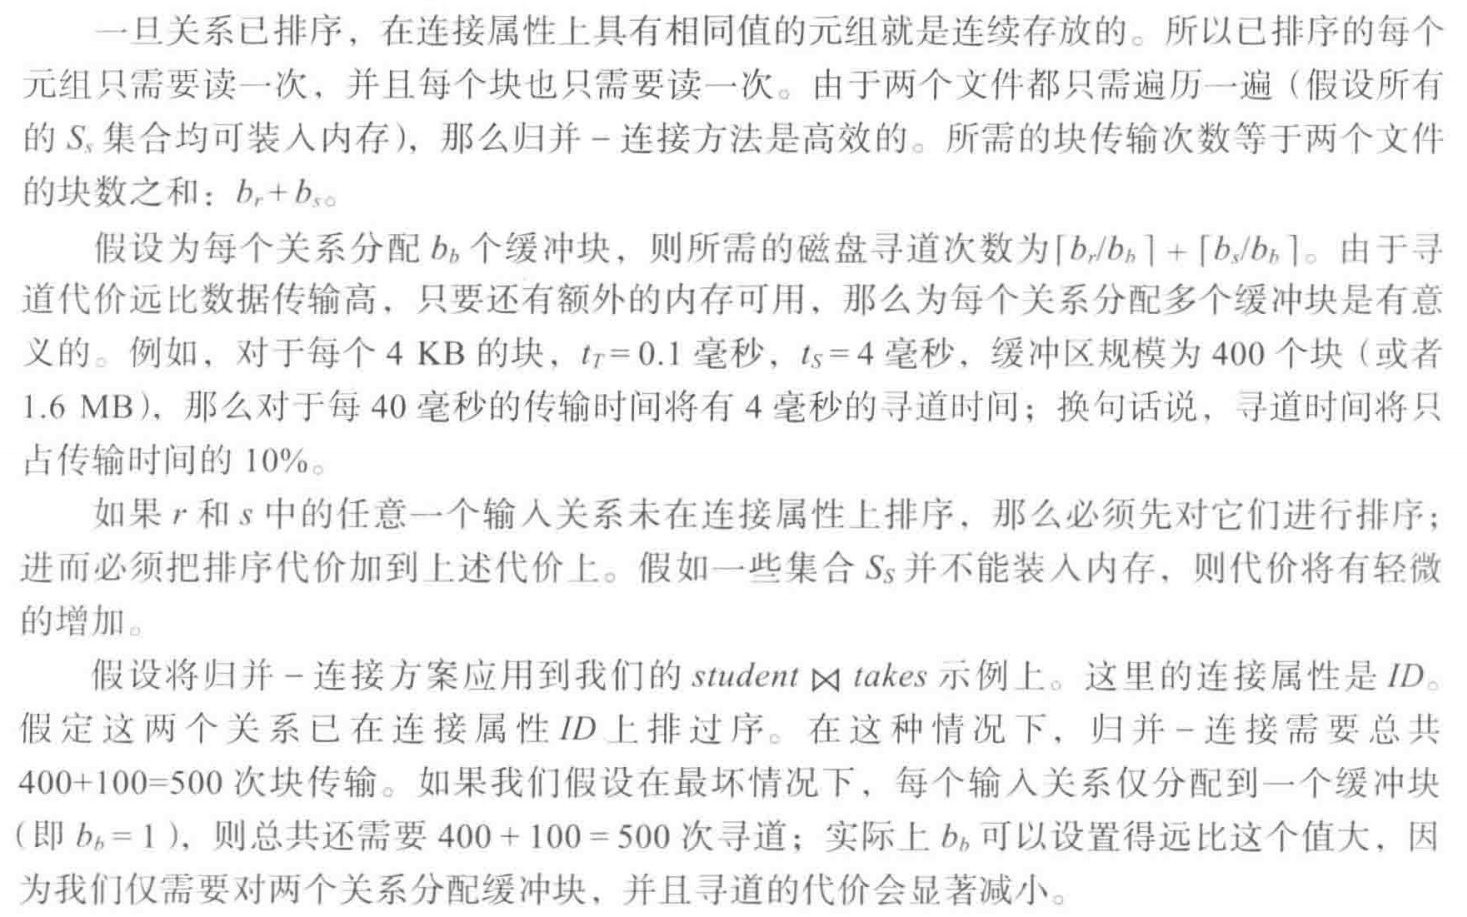 一旦关系已排序，在连接属性上具有相同值的元组就是连续存放的。所以已排序的每个
元组只需要读一次，并且每个块也只需要读一次。由于两个文件都只需遍历一遍（假设所有
的 Sₛ 集合均可装入内存），那么归并 – 连接方法是高效的。所需的块传输次数等于两个文件
的块数之和：bᵣ + bₛ。
假设为每个关系分配 b_b 个缓冲块，则所需的磁盘寻道次数为⌈bᵣ/b_b⌉ + ⌈bₛ/b_b⌉。由于寻
道代价远比数据传输高，只要还有额外的内存可用，那么为每个关系分配多个缓冲块是有意
义的。例如，对于每个 4 KB 的块，t_T = 0.1 毫秒，t_S = 4 毫秒，缓冲区规模为 400 个块（或者
1.6 MB），那么对于每 40 毫秒的传输时间将有 4 毫秒的寻道时间；换句话说，寻道时间将只
占传输时间的 10%。
如果 r 和 s 中的任意一个输入关系未在连接属性上排序，那么必须先对它们进行排序；
进而必须把排序代价加到上述代价上。假如一些集合 S_S 并不能装入内存，则代价将有轻微
的增加。
假设将归并 – 连接方案应用到我们的 student ⋈ takes 示例上。这里的连接属性是 ID。
假定这两个关系已在连接属性 ID 上排过序。在这种情况下，归并 – 连接需要总共
400+100=500 次块传输。如果我们假设在最坏情况下，每个输入关系仅分配到一个缓冲块
（即 b_b = 1），则总共还需要 400 + 100 = 500 次寻道；实际上 b_b 可以设置得远比这个值大，因
为我们仅需要对两个关系分配缓冲块，并且寻道的代价会显著减小。